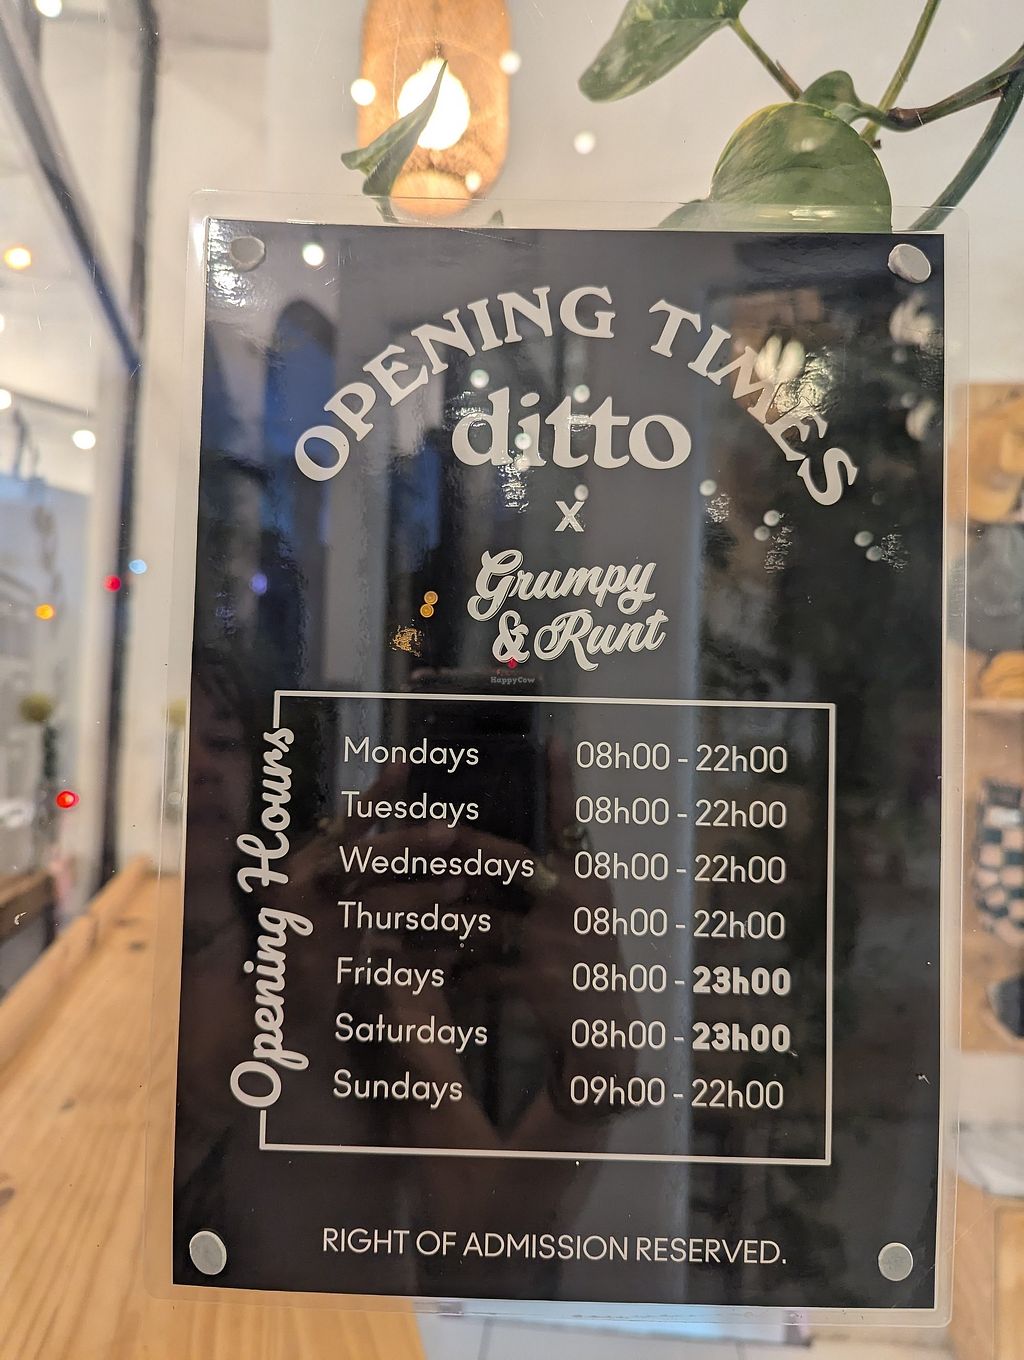 OPENING TIMES
ditto
x
Grumpy
& Runt
HappyCow
Opening Hours
Mondays 08h00 - 22h00
Tuesdays 08h00 - 22h00
Wednesdays 08h00 - 22h00
Thursdays 08h00 - 22h00
Fridays 08h00 - 23h00
Saturdays 08h00 - 23h00
Sundays 09h00 - 22h00
RIGHT OF ADMISSION RESERVED.